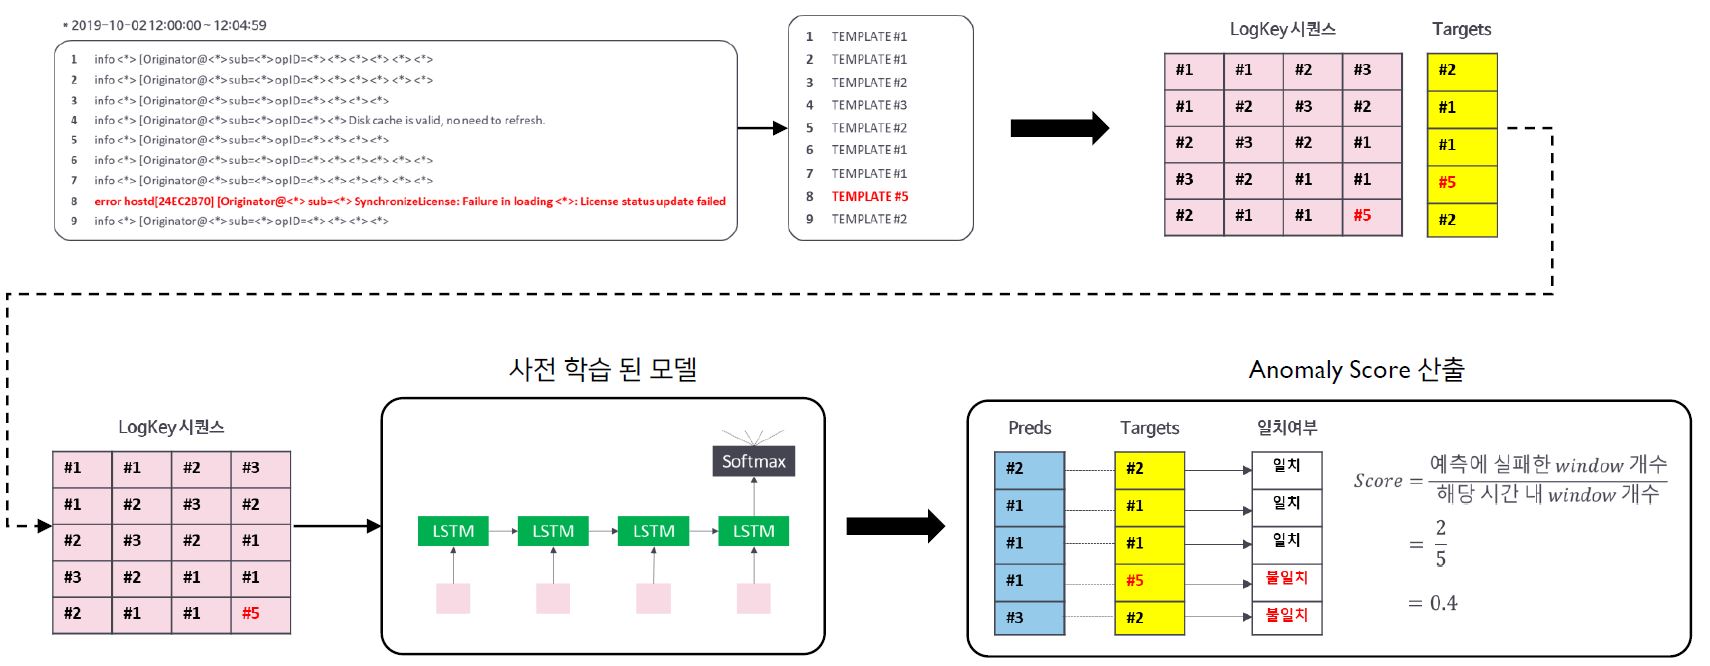 * 2019-10-02 12:00:00 ~ 12:04:59
1 info <*> [Originator@<*> sub=<*> opID=<*> <*> <*> <*> <*> <*>
2 info <*> [Originator@<*> sub=<*> opID=<*> <*> <*> <*> <*> <*>
3 info <*> [Originator@<*> sub=<*> opID=<*> <*> <*> <*>
4 info <*> [Originator@<*> sub=<*> opID=<*> <*> Disk cache is valid, no need to refresh.
5 info <*> [Originator@<*> sub=<*> opID=<*> <*> <*> <*>
6 info <*> [Originator@<*> sub=<*> opID=<*> <*> <*> <*> <*> <*>
7 info <*> [Originator@<*> sub=<*> opID=<*> <*> <*> <*> <*> <*>
8 error hostd[24EC2B70] [Originator@<*> sub=<*> SynchronizeLicense: Failure in loading <*>: License status update failed
9 info <*> [Originator@<*> sub=<*> opID=<*> <*> <*> <*>
1 TEMPLATE #1
2 TEMPLATE #1
3 TEMPLATE #2
4 TEMPLATE #3
5 TEMPLATE #2
6 TEMPLATE #1
7 TEMPLATE #1
8 TEMPLATE #5
9 TEMPLATE #2
LogKey 시퀀스 Targets
#1 #1 #2 #3 #2
#1 #2 #3 #2 #1
#2 #3 #2 #1 #1
#3 #2 #1 #1 #5
#2 #1 #1 #5 #2
LogKey 시퀀스
#1 #1 #2 #3
#1 #2 #3 #2
#2 #3 #2 #1
#3 #2 #1 #1
#2 #1 #1 #5
사전 학습 된 모델
Softmax
LSTM LSTM LSTM LSTM
Anomaly Score 산출
Preds Targets 일치여부
#2 #2 일치
#1 #1 일치
#1 #1 일치
#1 #5 불일치
#3 #2 불일치
Score = 예측에 실패한 window 개수
해당 시간 내 window 개수
= 2
5
= 0.4